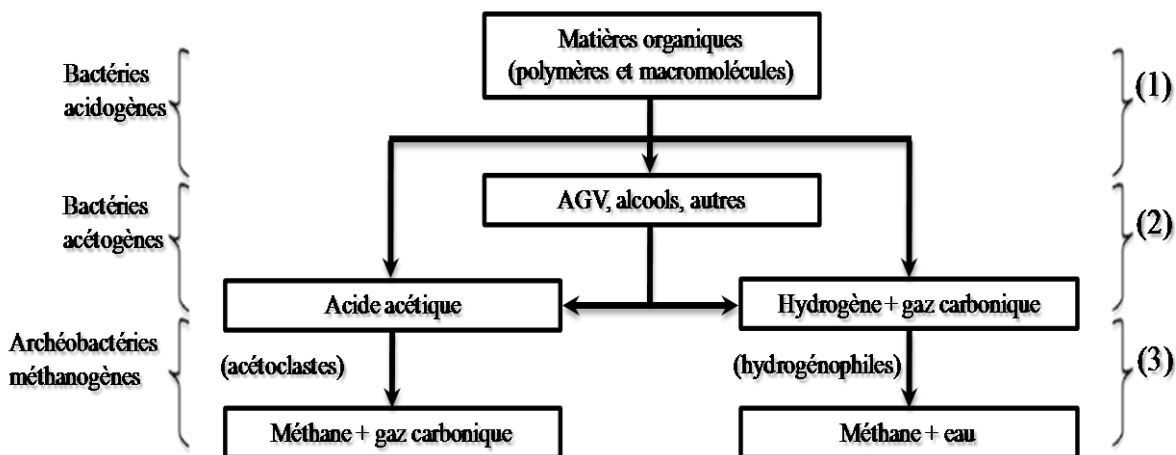 Matières organiques
(polymères et macromolécules)
Bactéries
acidogènes
(1)
AGV, alcools, autres
Bactéries
acétogènes
(2)
Acide acétique
Hydrogène + gaz carbonique
Archéobactéries
méthanogènes
(acétoclastes)
(hydrogénophiles)
(3)
Méthane + gaz carbonique
Méthane + eau